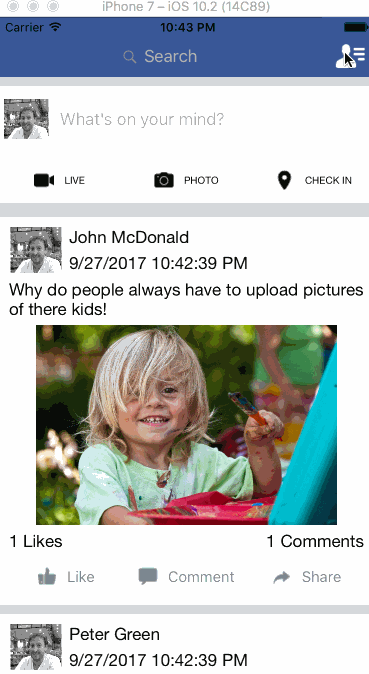 iPhone 7 – iOS 10.2 (14C89)
Carrier 10:43 PM
Search
What's on your mind?
LIVE PHOTO CHECK IN
John McDonald
9/27/2017 10:42:39 PM
Why do people always have to upload pictures
of there kids!
1 Likes 1 Comments
Like Comment Share
Peter Green
9/27/2017 10:42:39 PM